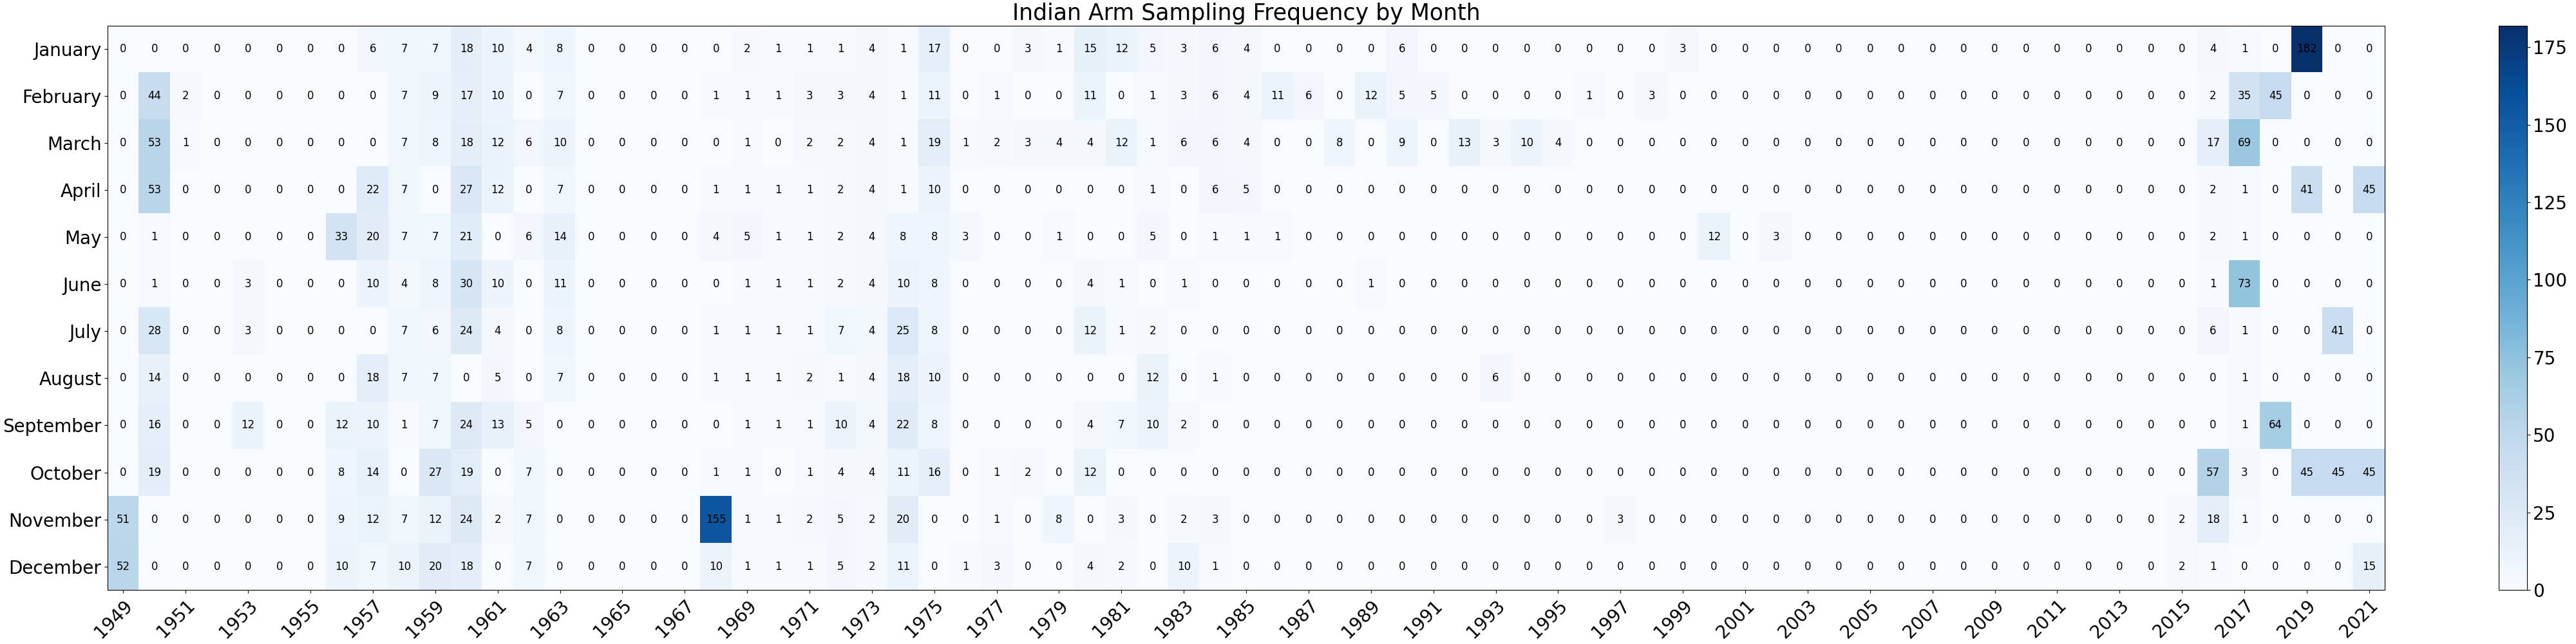 Indian Arm Sampling Frequency by Month
January 0 0 0 0 0 0 0 0 6 7 7 18 10 4 8 0 0 0 0 0 2 1 1 1 4 1 17 0 0 3 1 15 12 5 3 6 4 0 0 0 0 6 0 0 0 0 0 0 0 0 3 0 0 0 0 0 0 0 0 0 0 0 0 0 0 0 0 4 1 0 182 0 0
February 0 44 2 0 0 0 0 0 0 7 9 17 10 0 7 0 0 0 0 1 1 1 3 3 4 1 11 0 1 0 0 11 0 1 3 6 4 11 6 0 12 5 5 0 0 0 0 1 0 3 0 0 0 0 0 0 0 0 0 0 0 0 0 0 0 0 0 2 35 45 0 0 0
March 0 53 1 0 0 0 0 0 0 7 8 18 12 6 10 0 0 0 0 0 1 0 2 2 4 1 19 1 2 3 4 4 12 1 6 6 4 0 0 8 0 9 0 13 3 10 4 0 0 0 0 0 0 0 0 0 0 0 0 0 0 0 0 0 0 0 0 17 69 0 0 0 0
April 0 53 0 0 0 0 0 0 22 7 0 27 12 0 7 0 0 0 0 1 1 1 1 2 4 1 10 0 0 0 0 0 0 1 0 6 5 0 0 0 0 0 0 0 0 0 0 0 0 0 0 0 0 0 0 0 0 0 0 0 0 0 0 0 0 0 0 2 1 0 41 0 45
May 0 1 0 0 0 0 0 33 20 7 7 21 0 6 14 0 0 0 0 4 5 1 1 2 4 8 8 3 0 0 1 0 0 5 0 1 1 1 0 0 0 0 0 0 0 0 0 0 0 0 0 12 0 3 0 0 0 0 0 0 0 0 0 0 0 0 0 2 1 0 0 0 0
June 0 1 0 0 3 0 0 0 10 4 8 30 10 0 11 0 0 0 0 0 1 1 1 2 4 10 8 0 0 0 0 4 1 0 1 0 0 0 0 0 1 0 0 0 0 0 0 0 0 0 0 0 0 0 0 0 0 0 0 0 0 0 0 0 0 0 0 1 73 0 0 0 0
July 0 28 0 0 3 0 0 0 0 7 6 24 4 0 8 0 0 0 0 1 1 1 1 7 4 25 8 0 0 0 0 12 1 2 0 0 0 0 0 0 0 0 0 0 0 0 0 0 0 0 0 0 0 0 0 0 0 0 0 0 0 0 0 0 0 0 0 6 1 0 0 41 0
August 0 14 0 0 0 0 0 0 18 7 7 0 5 0 7 0 0 0 0 1 1 1 2 1 4 18 10 0 0 0 0 0 0 12 0 1 0 0 0 0 0 0 0 0 6 0 0 0 0 0 0 0 0 0 0 0 0 0 0 0 0 0 0 0 0 0 0 0 1 0 0 0 0
September 0 16 0 0 12 0 0 12 10 1 7 24 13 5 0 0 0 0 0 0 1 1 1 10 4 22 8 0 0 0 0 4 7 10 2 0 0 0 0 0 0 0 0 0 0 0 0 0 0 0 0 0 0 0 0 0 0 0 0 0 0 0 0 0 0 0 0 0 1 64 0 0 0
October 0 19 0 0 0 0 0 8 14 0 27 19 0 7 0 0 0 0 0 1 1 0 1 4 4 11 16 0 1 2 0 12 0 0 0 0 0 0 0 0 0 0 0 0 0 0 0 0 0 0 0 0 0 0 0 0 0 0 0 0 0 0 0 0 0 0 0 57 3 0 45 45 45
November 51 0 0 0 0 0 0 9 12 7 12 24 2 7 0 0 0 0 0 155 1 1 2 5 2 20 0 0 1 0 8 0 3 0 2 3 0 0 0 0 0 0 0 0 0 0 0 0 3 0 0 0 0 0 0 0 0 0 0 0 0 0 0 0 0 0 2 18 1 0 0 0 0
December 52 0 0 0 0 0 0 10 7 10 20 18 0 7 0 0 0 0 0 10 1 1 1 5 2 11 0 1 3 0 0 4 2 0 10 1 0 0 0 0 0 0 0 0 0 0 0 0 0 0 0 0 0 0 0 0 0 0 0 0 0 0 0 0 0 0 2 1 0 0 0 0 15
1949 1951 1953 1955 1957 1959 1961 1963 1965 1967 1969 1971 1973 1975 1977 1979 1981 1983 1985 1987 1989 1991 1993 1995 1997 1999 2001 2003 2005 2007 2009 2011 2013 2015 2017 2019 2021
175
150
125
100
75
50
25
0